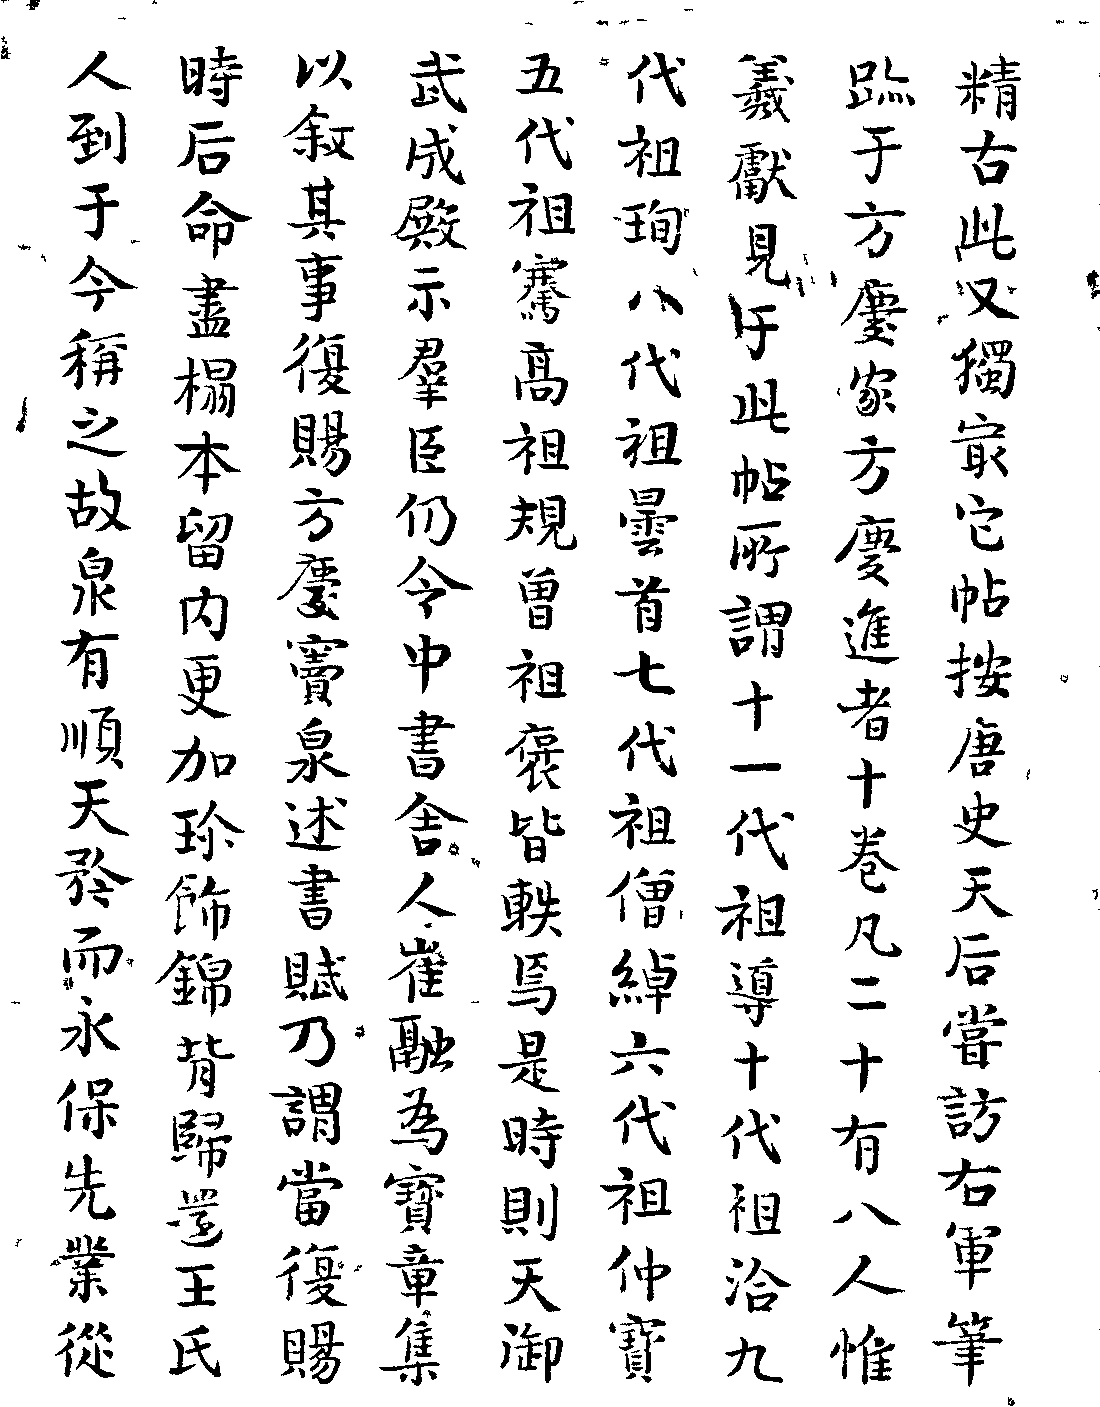 精古此又獨冣它帖按唐史天后甞訪右軍筆
跡于方慶家方慶進者十卷凡二十有八人惟
羲獻見于此帖所謂十一代祖導十代祖洽九
代祖珣八代祖曇首七代祖僧綽六代祖仲寶
五代祖騫高祖規曾祖褒皆軼焉是時則天御
武成殿示羣臣仍令中書舍人崔融為寶章集
以敘其事復賜方慶竇泉述書賦乃謂當復賜
時后命盡榻本留内更加珍飾錦背歸還王氏
人到于今稱之故泉有順天矜而永保先業從